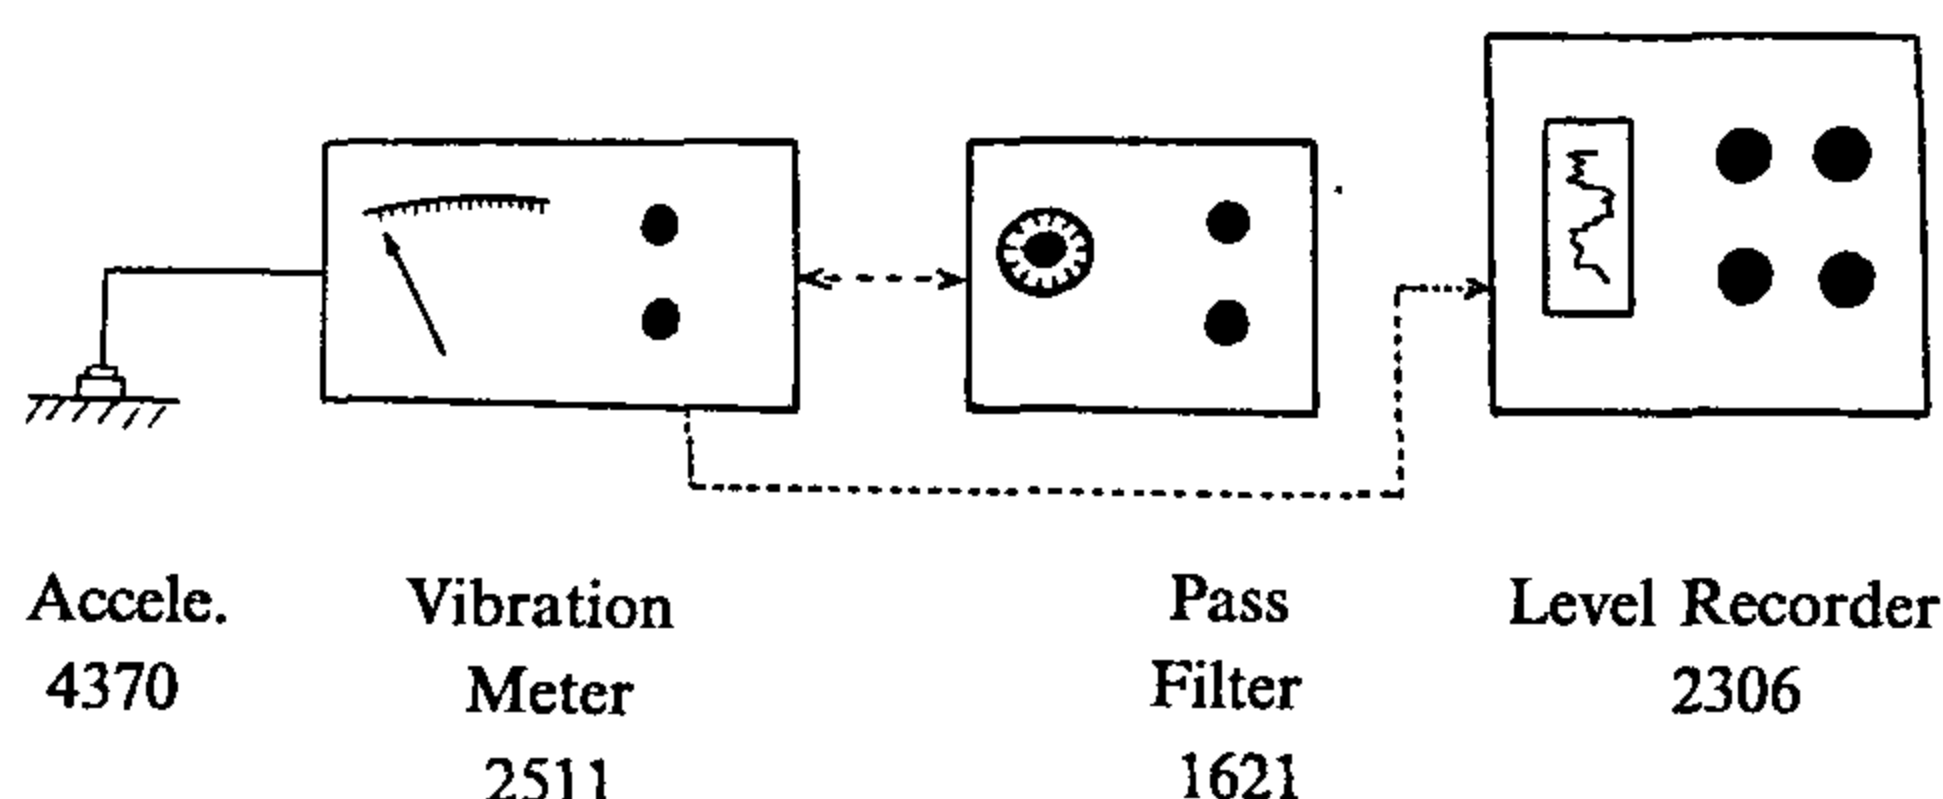 Accele.
4370
Vibration
Meter
2511
Pass
Filter
1621
Level Recorder
2306